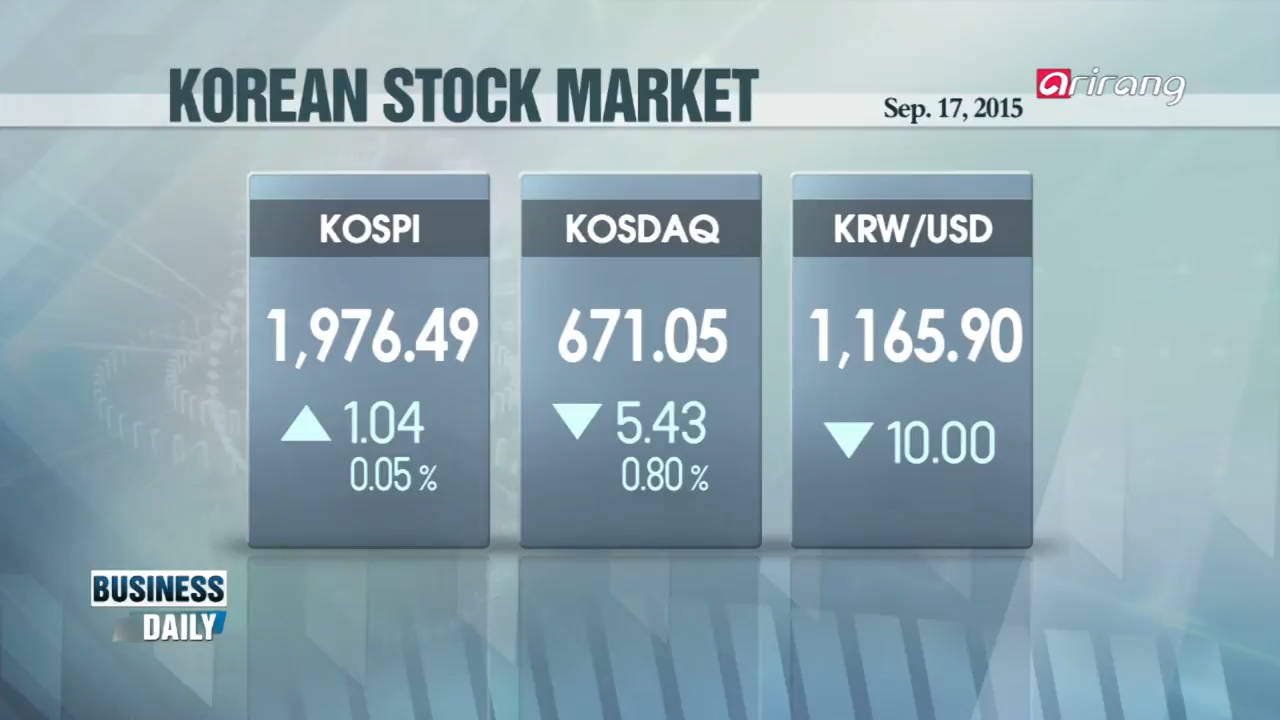 KOREAN STOCK MARKET
Sep. 17, 2015
arirang
KOSPI
1,976.49
▲ 1.04
0.05 %
KOSDAQ
671.05
▼ 5.43
0.80 %
KRW/USD
1,165.90
▼ 10.00
BUSINESS
DAILY